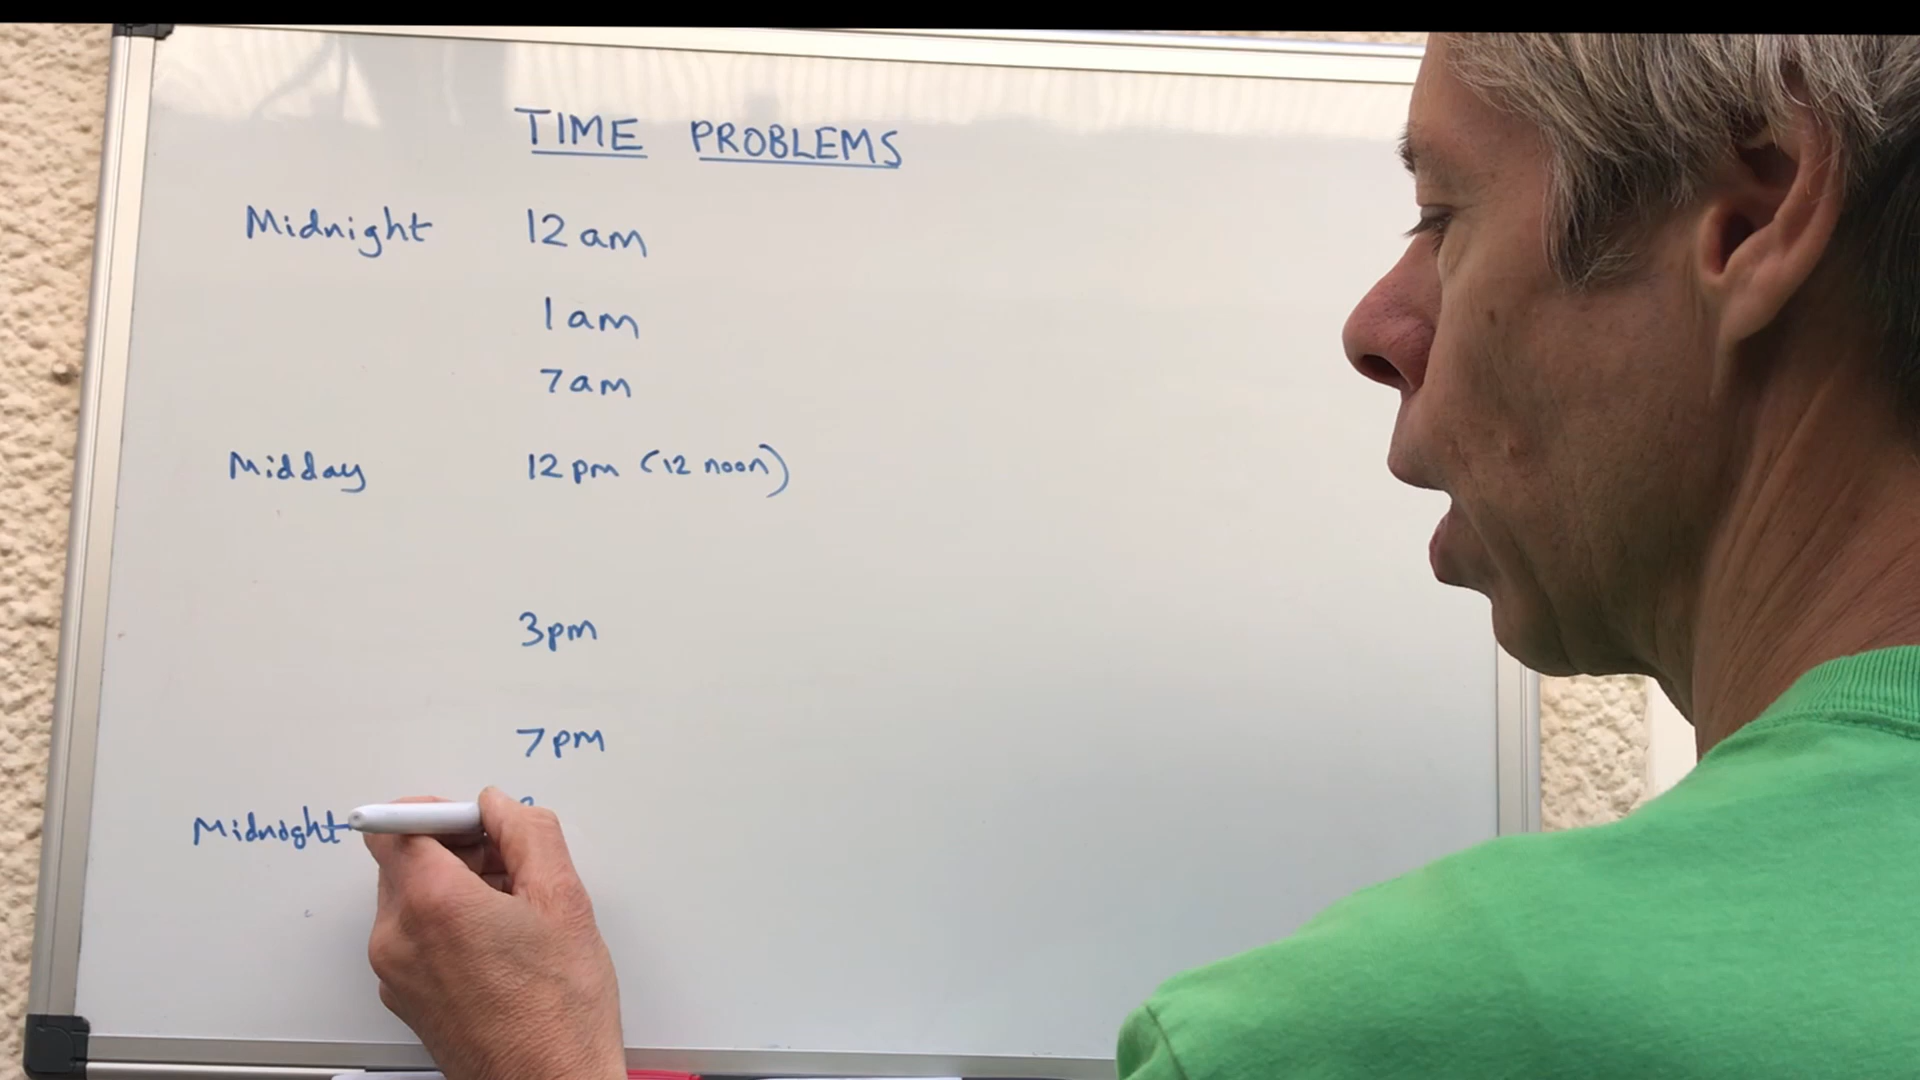 TIME PROBLEMS
Midnight 12 am
1 am
7 am
Midday 12 pm (12 noon)
3pm
7pm
Midnight